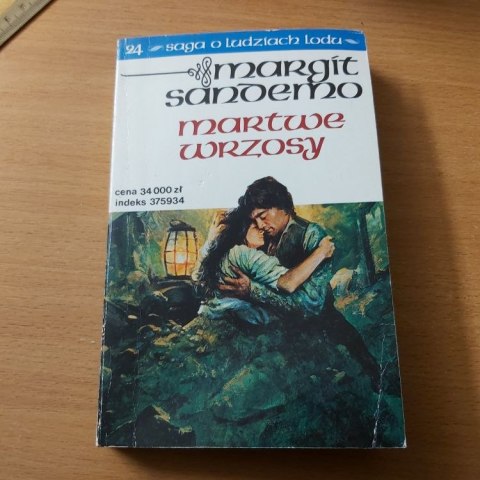 24 saga o ludziach lodu
margit
sandemo
martwe
wrzosy
cena 34 000 zł
indeks 375934